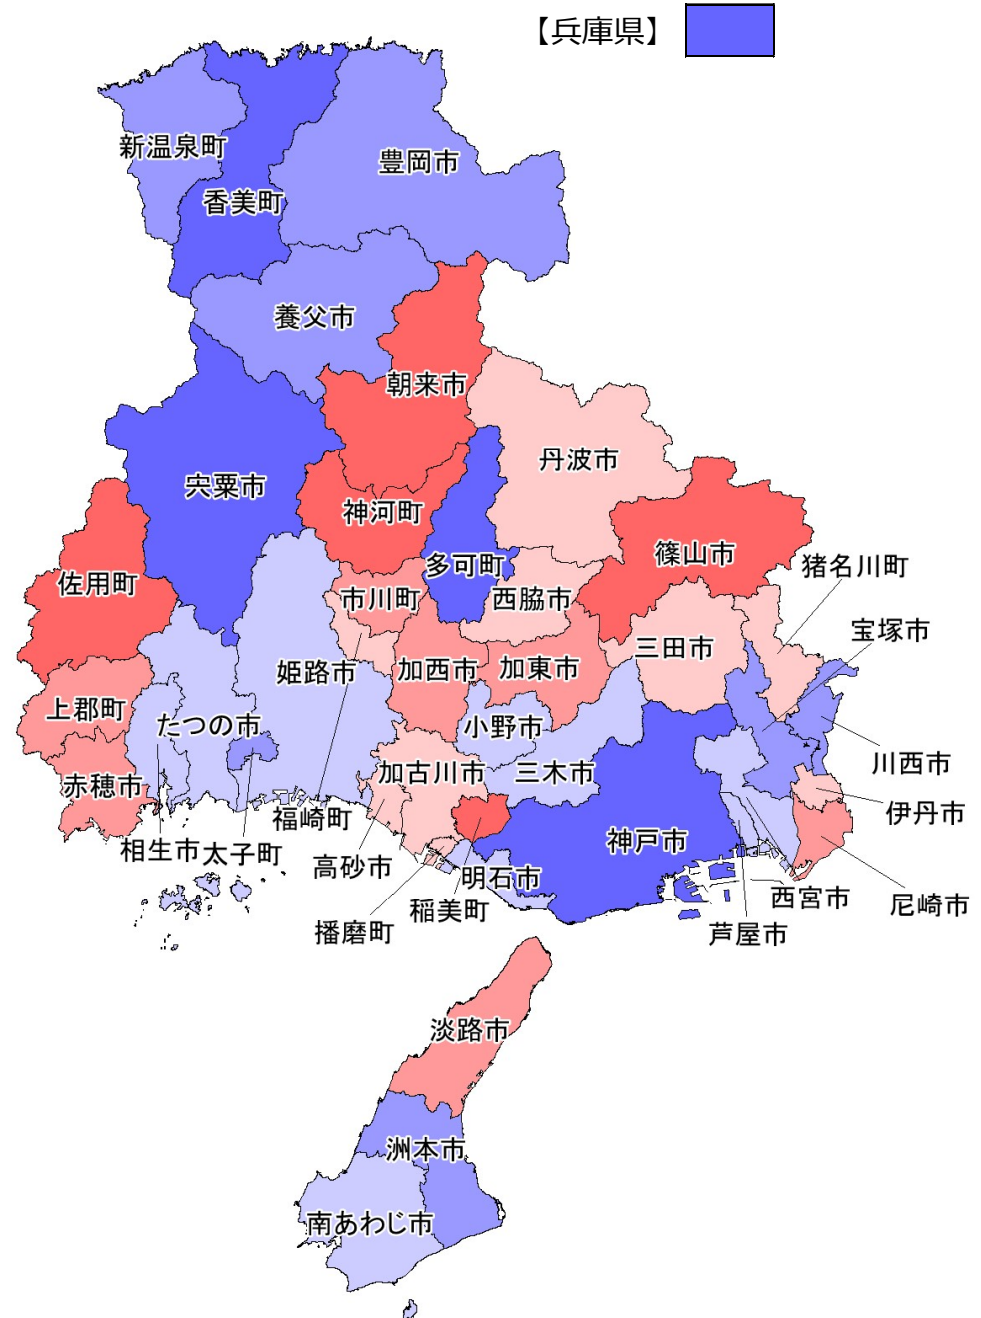 【兵庫県】
新温泉町
豊岡市
香美町
養父市
朝来市
丹波市
宍粟市
神河町
篠山市
多可町
猪名川町
佐用町
市川町
西脇市
宝塚市
三田市
姫路市
加西市
加東市
上郡町
たつの市
小野市
川西市
加古川市
三木市
赤穂市
伊丹市
福崎町
神戸市
相生市
太子町
高砂市
明石市
西宮市
尼崎市
稲美町
播磨町
芦屋市
淡路市
洲本市
南あわじ市